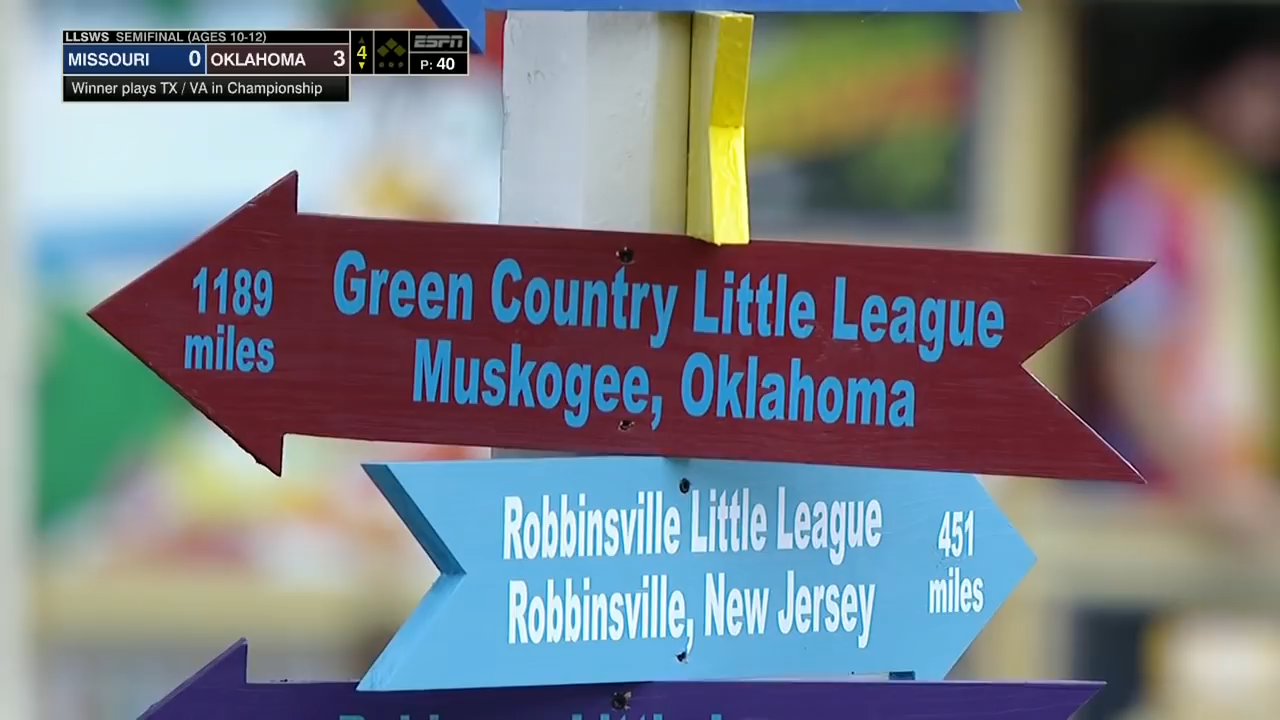 LLSWS SEMIFINAL (AGES 10-12)
MISSOURI 0 OKLAHOMA 3 4 ESPN
P: 40
Winner plays TX / VA in Championship
1189 miles
Green Country Little League
Muskogee, Oklahoma
Robbinsville Little League
Robbinsville, New Jersey
451 miles